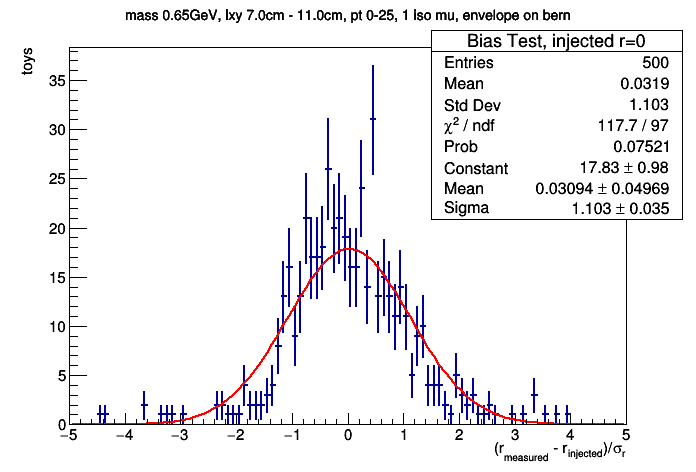 mass 0.65GeV, lxy 7.0cm - 11.0cm, pt 0-25, 1 Iso mu, envelope on bern
toys
Bias Test, injected r=0
Entries 500
Mean 0.0319
Std Dev 1.103
χ² / ndf 117.7 / 97
Prob 0.07521
Constant 17.83 ± 0.98
Mean 0.03094 ± 0.04969
Sigma 1.103 ± 0.035
35
30
25
20
15
10
5
0
−5 −4 −3 −2 −1 0 1 2 3 4 5
(r_measured - r_injected)/σ_r